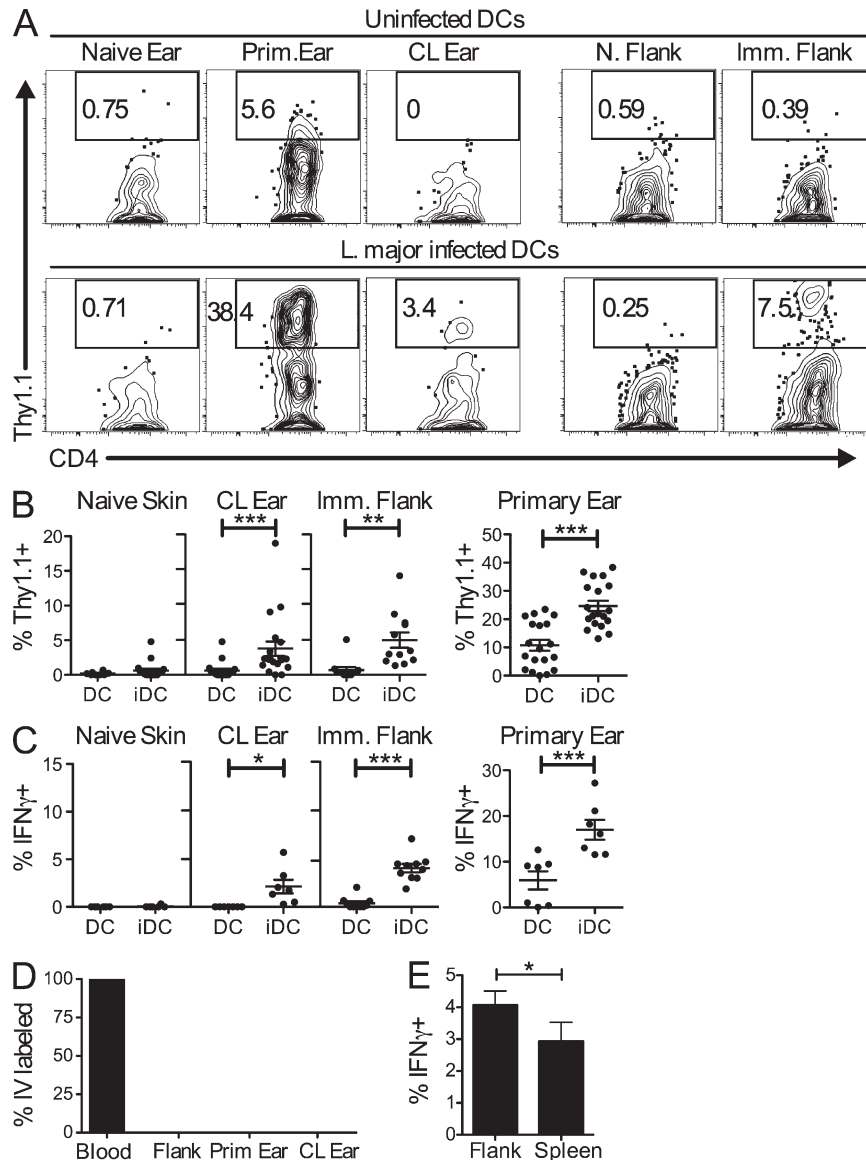 A
Uninfected DCs
Naive Ear Prim.Ear CL Ear N. Flank Imm. Flank
0.75 5.6 0 0.59 0.39
L. major infected DCs
0.71 38.4 3.4 0.25 7.5
Thy1.1
CD4
B
Naive Skin CL Ear Imm. Flank Primary Ear
*** ** ***
% Thy1.1+
20
15
10
5
0
% Thy1.1+
50
40
30
20
10
0
DC iDC DC iDC DC iDC DC iDC
C
Naive Skin CL Ear Imm. Flank Primary Ear
* *** ***
% IFNγ+
15
10
5
0
% IFNγ+
30
20
10
0
DC iDC DC iDC DC iDC DC iDC
D
% IV labeled
100
75
50
25
0
Blood Flank Prim Ear CL Ear
E
*
% IFNγ+
5
4
3
2
1
0
Flank Spleen